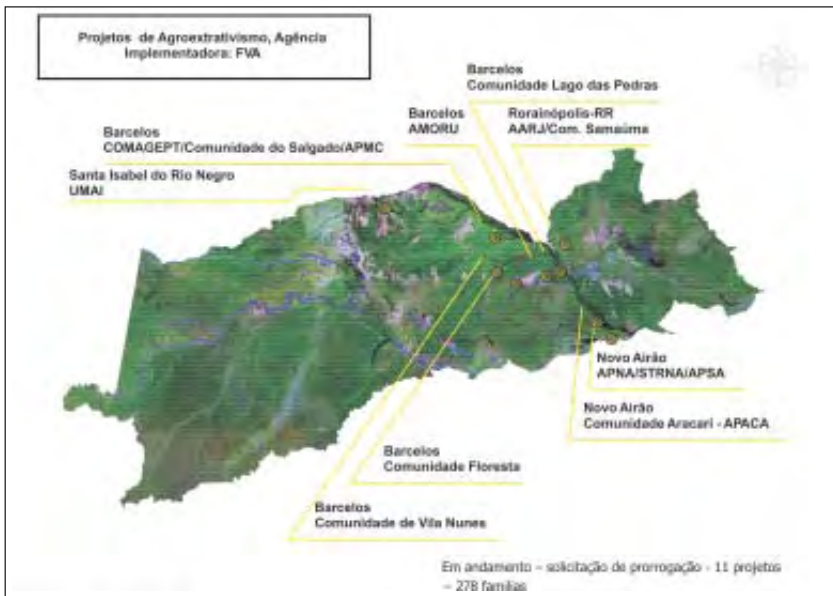 Projetos de Agroextrativismo, Agência
Implementadora: FVA
Barcelos
Comunidade Lago das Pedras
Barcelos
AMORU
Rorainópolis-RR
AARJ/Com. Samaúma
Barcelos
COMAGEPT/Comunidade do Salgado/APMC
Santa Isabel do Rio Negro
UMAI
Novo Airão
APNA/STRNA/APSA
Novo Airão
Comunidade Aracari - APACA
Barcelos
Comunidade Floresta
Barcelos
Comunidade de Vila Nunes
Em andamento – solicitação de prorrogação - 11 projetos
– 278 famílias